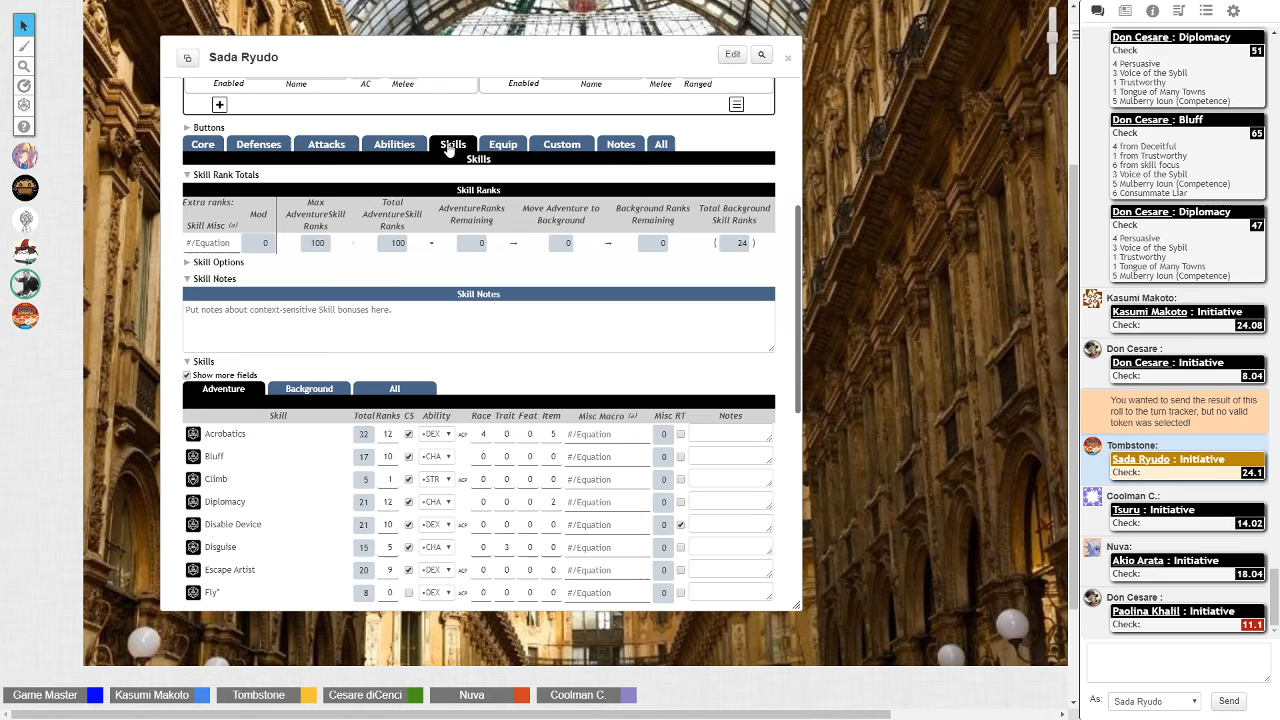 Sada Ryudo
Edit
Enabled Name AC Melee
Enabled Name Melee Ranged
Buttons
Core Defenses Attacks Abilities Skills Equip Custom Notes All
Skills
Skill Rank Totals
Skill Ranks
Extra ranks:
Skill Misc (a) Mod
Max AdventureSkill Ranks
Total AdventureSkill Ranks
AdventureRanks Remaining
Move Adventure to Background
Background Ranks Remaining
Total Background Skill Ranks
#/Equation 0 100 - 100 = 0 → 0 → 0 ( 24 )
Skill Options
Skill Notes
Skill Notes
Put notes about context-sensitive Skill bonuses here.
Skills
Show more fields
Adventure Background All
Skill Total Ranks CS Ability Race Trait Feat Item Misc Macro (a) Misc RT Notes
Acrobatics 32 12 •DEX ACP 4 0 0 5 #/Equation 0
Bluff 17 10 •CHA 0 0 0 0 #/Equation 0
Climb 5 1 •STR ACP 0 0 0 0 #/Equation 0
Diplomacy 21 12 •CHA 0 0 0 2 #/Equation 0
Disable Device 21 10 •DEX ACP 0 0 0 0 #/Equation 0
Disguise 15 5 •CHA 0 3 0 0 #/Equation 0
Escape Artist 20 9 •DEX ACP 0 0 0 0 #/Equation 0
Fly* 8 0 •DEX ACP 0 0 0 0 #/Equation 0
Don Cesare : Diplomacy
Check 51
4 Persuasive
3 Voice of the Sybil
1 Trustworthy
1 Tongue of Many Towns
5 Mulberry Ioun (Competence)
Don Cesare : Bluff
Check 65
4 from Deceitful
1 from Trustworthy
6 from skill focus
3 Voice of the Sybil
5 Mulberry Ioun (Competence)
6 Consummate Liar
Don Cesare : Diplomacy
Check 47
4 Persuasive
3 Voice of the Sybil
1 Trustworthy
1 Tongue of Many Towns
5 Mulberry Ioun (Competence)
Kasumi Makoto:
Kasumi Makoto : Initiative
Check: 24.08
Don Cesare :
Don Cesare : Initiative
Check: 8.04
You wanted to send the result of this
roll to the turn tracker, but no valid
token was selected!
Tombstone:
Sada Ryudo : Initiative
Check: 24.1
Coolman C.:
Tsuru : Initiative
Check: 14.02
Nuva:
Akio Arata : Initiative
Check: 18.04
Don Cesare :
Paolina Khalil : Initiative
Check: 11.1
As: Sada Ryudo Send
Game Master Kasumi Makoto Tombstone Cesare diCenci Nuva Coolman C.